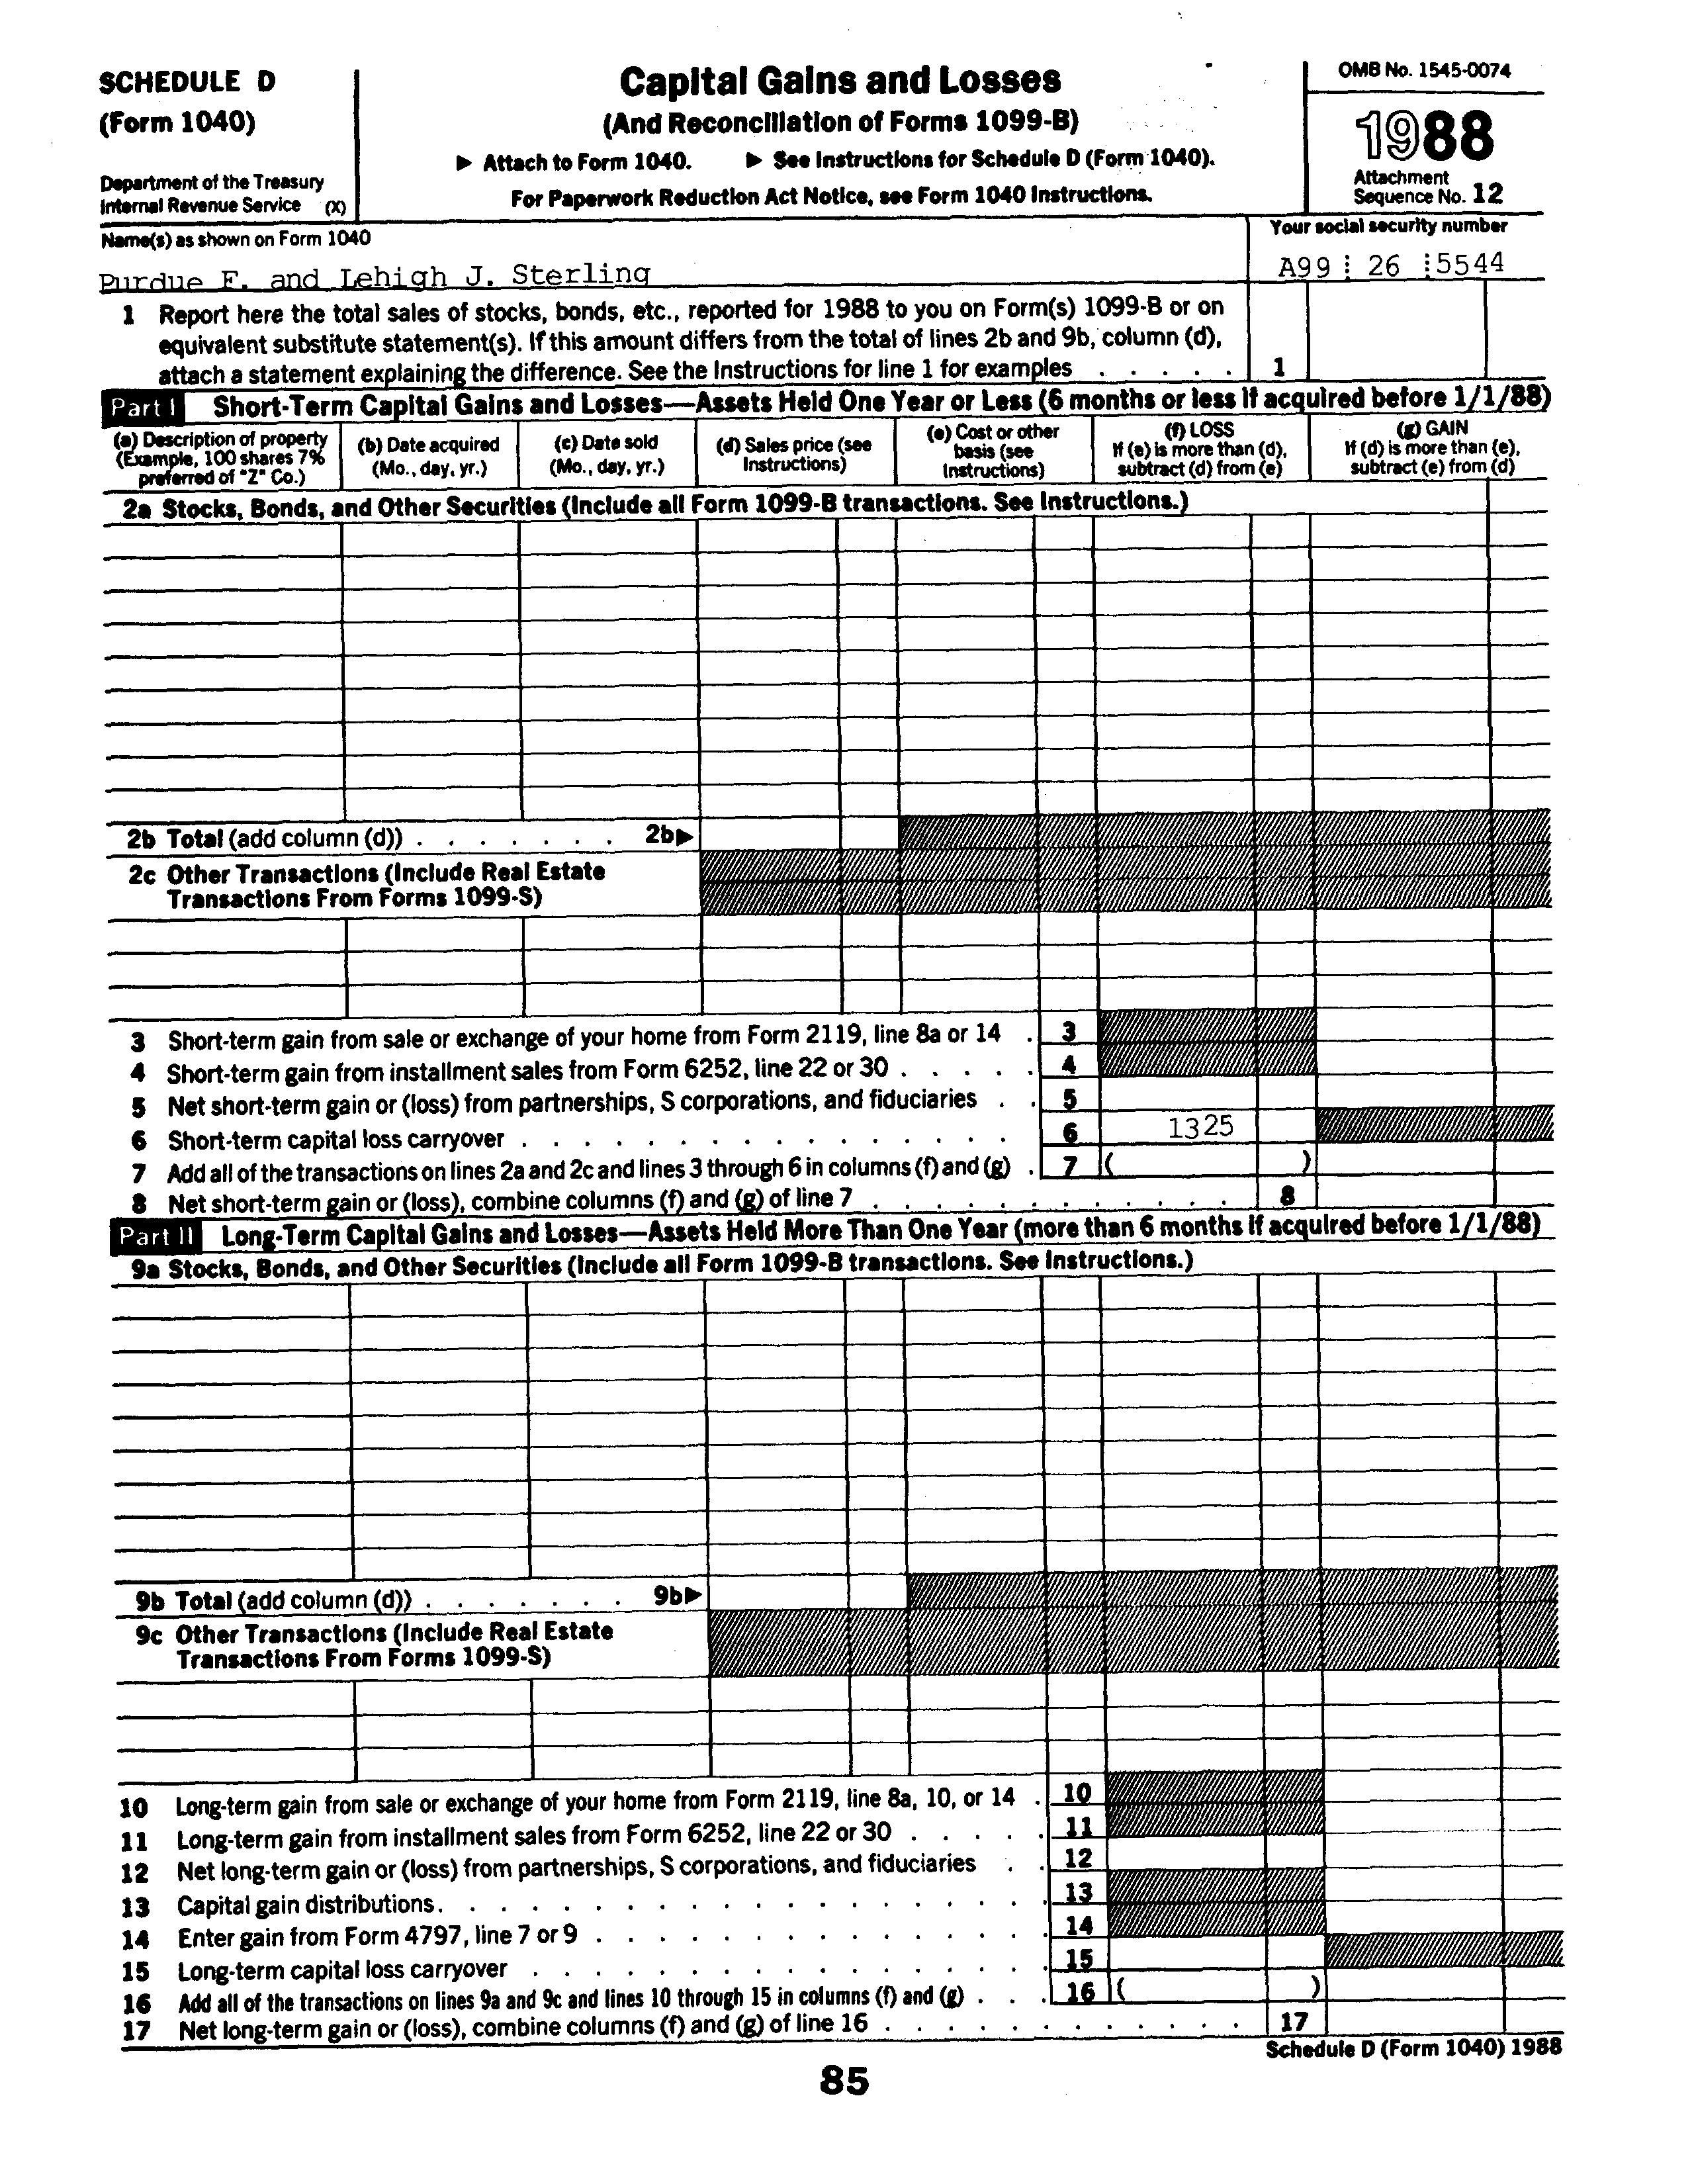 SCHEDULE D
(Form 1040)
Department of the Treasury
Internal Revenue Service (X)
Capital Gains and Losses
(And Reconciliation of Forms 1099-B)
▶ Attach to Form 1040. ▶ See Instructions for Schedule D (Form 1040).
For Paperwork Reduction Act Notice, see Form 1040 Instructions.
OMB No. 1545-0074
1988
Attachment
Sequence No. 12
Name(s) as shown on Form 1040
Purdue F. and Lehigh J. Sterling
Your social security number
A99 26 5544
1 Report here the total sales of stocks, bonds, etc., reported for 1988 to you on Form(s) 1099-B or on
equivalent substitute statement(s). If this amount differs from the total of lines 2b and 9b, column (d),
attach a statement explaining the difference. See the Instructions for line 1 for examples . . . . . 1
Part I Short-Term Capital Gains and Losses—Assets Held One Year or Less (6 months or less if acquired before 1/1/88)
(a) Description of property
(Example, 100 shares 7%
preferred of "Z" Co.)
(b) Date acquired
(Mo., day, yr.)
(c) Date sold
(Mo., day, yr.)
(d) Sales price (see
Instructions)
(e) Cost or other
basis (see
Instructions)
(f) LOSS
If (e) is more than (d),
subtract (d) from (e)
(g) GAIN
If (d) is more than (e),
subtract (e) from (d)
2a Stocks, Bonds, and Other Securities (Include all Form 1099-B transactions. See Instructions.)
2b Total (add column (d)) . . . . . . . 2b▶
2c Other Transactions (Include Real Estate
Transactions From Forms 1099-S)
3 Short-term gain from sale or exchange of your home from Form 2119, line 8a or 14 . 3
4 Short-term gain from installment sales from Form 6252, line 22 or 30 . . . . . 4
5 Net short-term gain or (loss) from partnerships, S corporations, and fiduciaries . . 5
6 Short-term capital loss carryover . . . . . . . . . . . . . . . . 6 1325
7 Add all of the transactions on lines 2a and 2c and lines 3 through 6 in columns (f) and (g) . 7 ( )
8 Net short-term gain or (loss), combine columns (f) and (g) of line 7 . . . . . . . . . . . 8
Part II Long-Term Capital Gains and Losses—Assets Held More Than One Year (more than 6 months if acquired before 1/1/88)
9a Stocks, Bonds, and Other Securities (Include all Form 1099-B transactions. See Instructions.)
9b Total (add column (d)) . . . . . . . 9b▶
9c Other Transactions (Include Real Estate
Transactions From Forms 1099-S)
10 Long-term gain from sale or exchange of your home from Form 2119, line 8a, 10, or 14 . 10
11 Long-term gain from installment sales from Form 6252, line 22 or 30 . . . . . 11
12 Net long-term gain or (loss) from partnerships, S corporations, and fiduciaries . . 12
13 Capital gain distributions. . . . . . . . . . . . . . . . . . . 13
14 Enter gain from Form 4797, line 7 or 9 . . . . . . . . . . . . . . 14
15 Long-term capital loss carryover . . . . . . . . . . . . . . . . 15
16 Add all of the transactions on lines 9a and 9c and lines 10 through 15 in columns (f) and (g) . . . 16 ( )
17 Net long-term gain or (loss), combine columns (f) and (g) of line 16 . . . . . . . . . . . . . 17
Schedule D (Form 1040) 1988
85